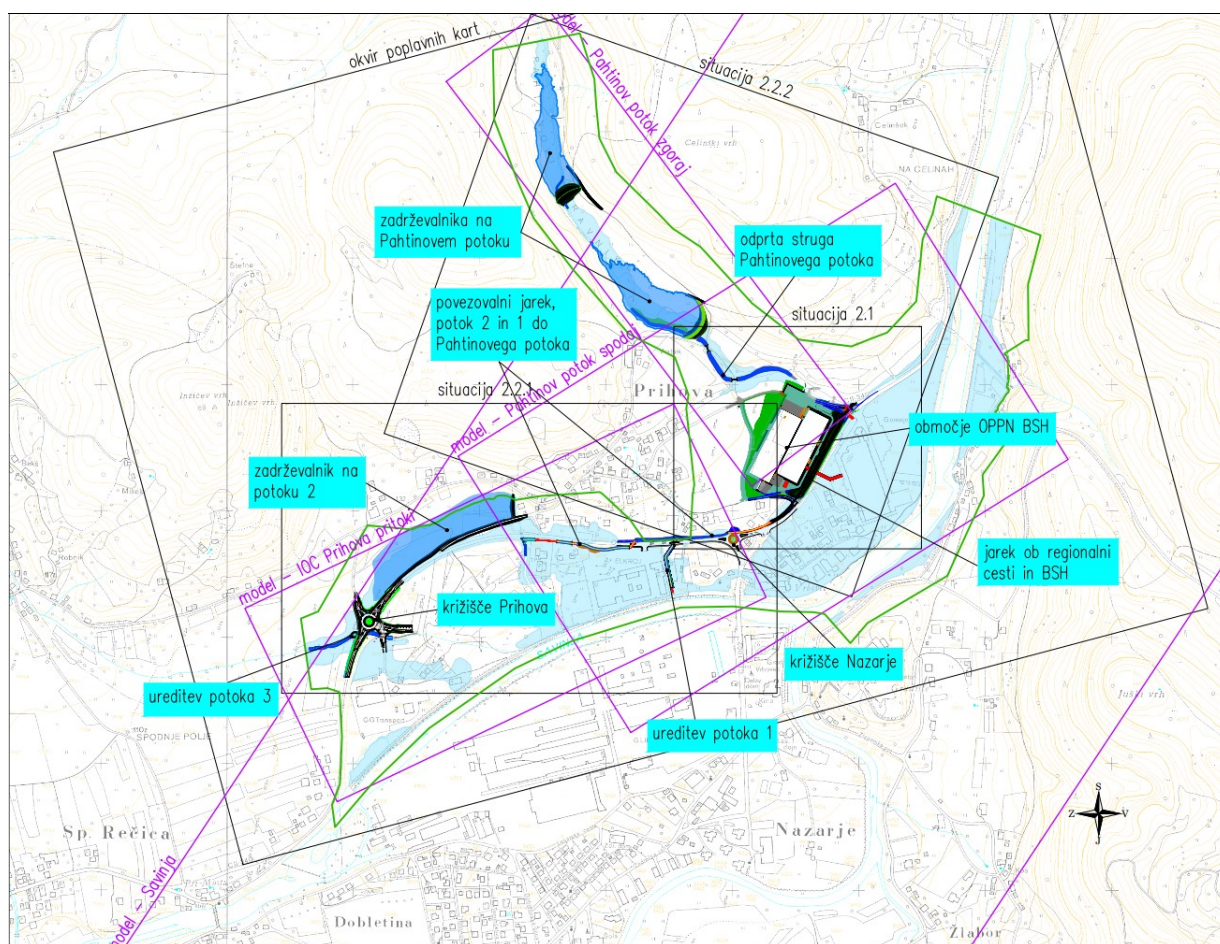 okvir poplavnih kart
situacija 2.2.2
model - Pahtinov potok zgoraj
Celinšek
Celinški vrh
NA CELINAH
zadrževalnika na
Pahtinovem potoku
odprta struga
Pahtinovega potoka
povezovalni jarek,
potok 2 in 1 do
Pahtinovega potoka
situacija 2.1
model - Pahtinov potok spodaj
Prihova
situacija 2.2.1
območje OPPN BSH
zadrževalnik na
potoku 2
model - IOC Prihova pritoki
jarek ob regionalni
cesti in BSH
križišče Prihova
križišče Nazarje
SAVINJA
ureditev potoka 3
ureditev potoka 1
SPODNJE POLJE
GG Transport
Sp. Rečica
Nazarje
model - Savinja
Dobletina
Žlabor
S
Z
V
J